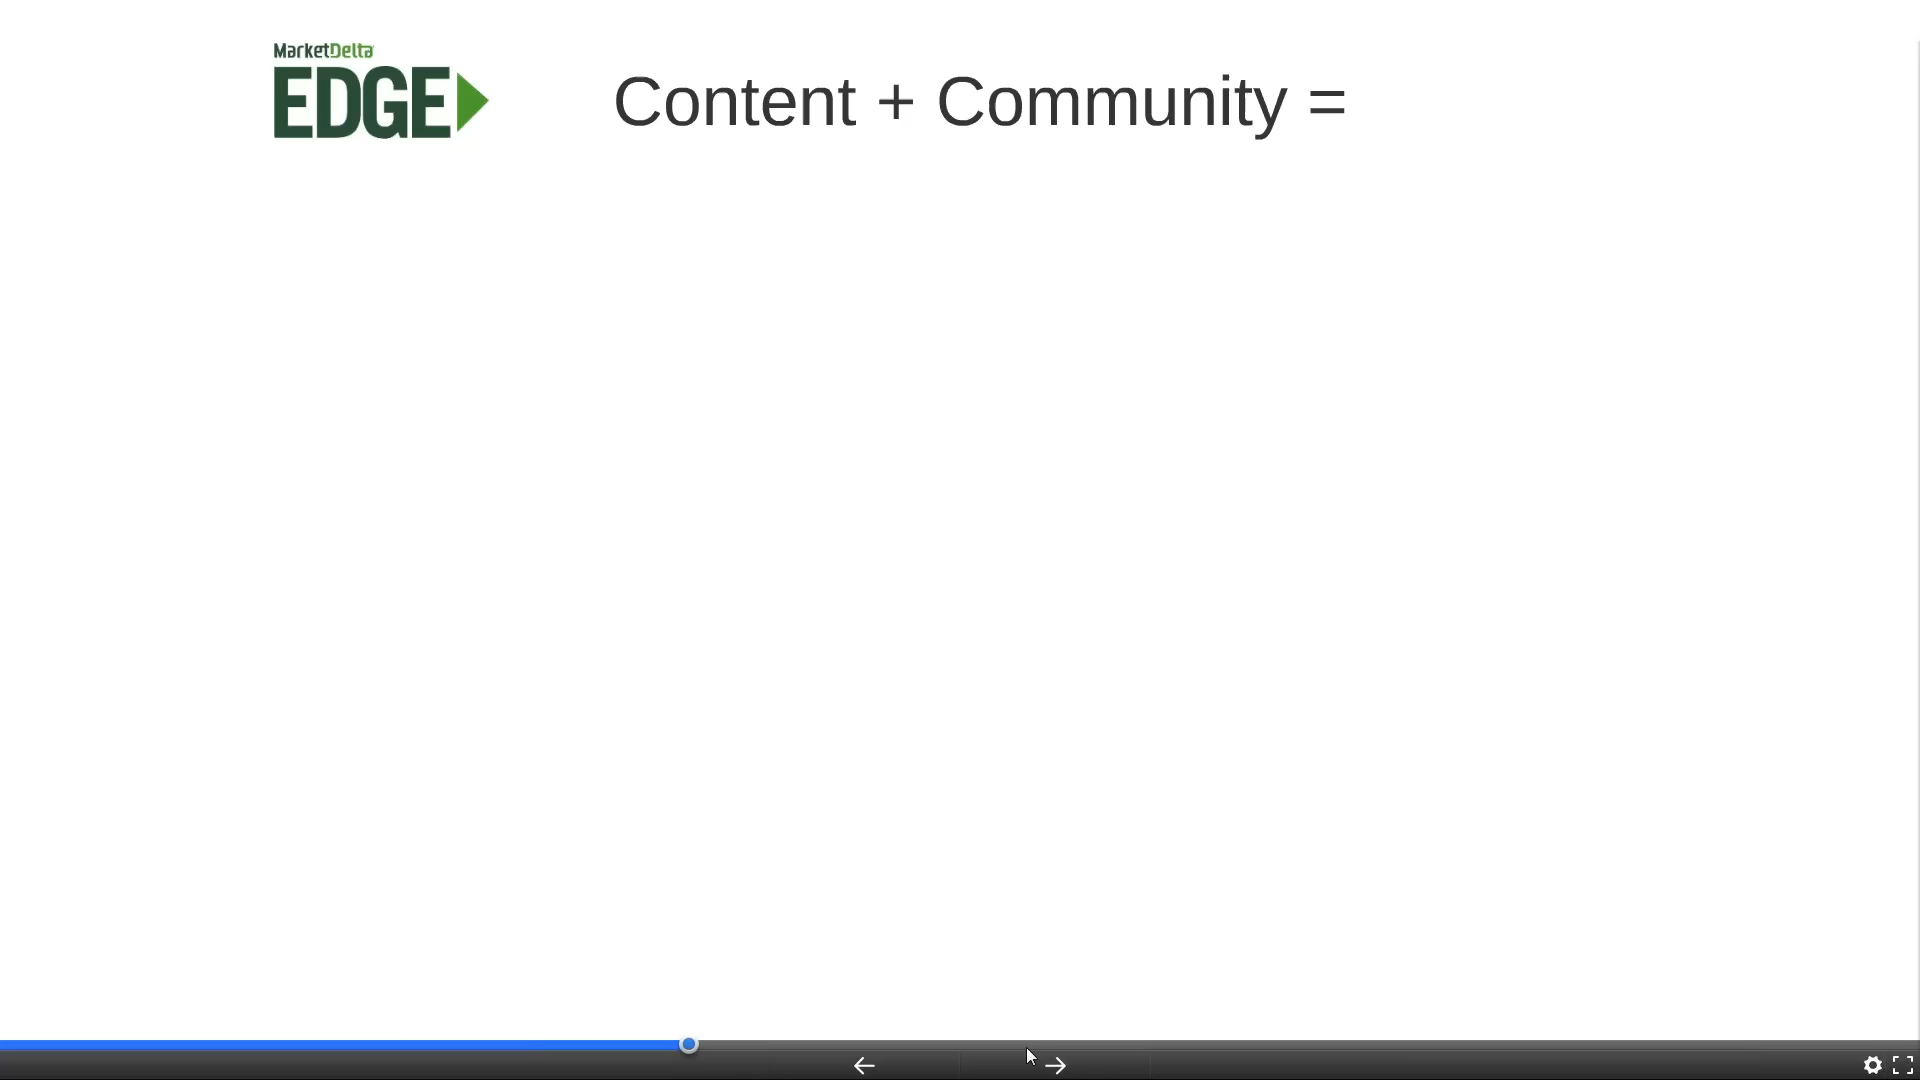 MarketDelta
EDGE
Content + Community =